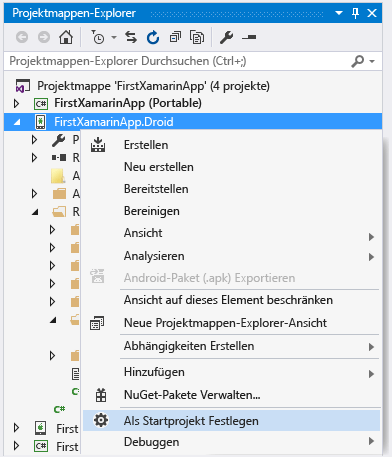 Projektmappen-Explorer
Projektmappen-Explorer Durchsuchen (Ctrl+;)
Projektmappe 'FirstXamarinApp' (4 projekte)
C# FirstXamarinApp (Portable)
FirstXamarinApp.Droid
P
R
A
A
R
C#
C#
First
C# First
Erstellen
Neu erstellen
Bereitstellen
Bereinigen
Ansicht
Analysieren
Android-Paket (.apk) Exportieren
Ansicht auf dieses Element beschränken
Neue Projektmappen-Explorer-Ansicht
Abhängigkeiten Erstellen
Hinzufügen
NuGet-Pakete Verwalten...
Als Startprojekt Festlegen
Debuggen